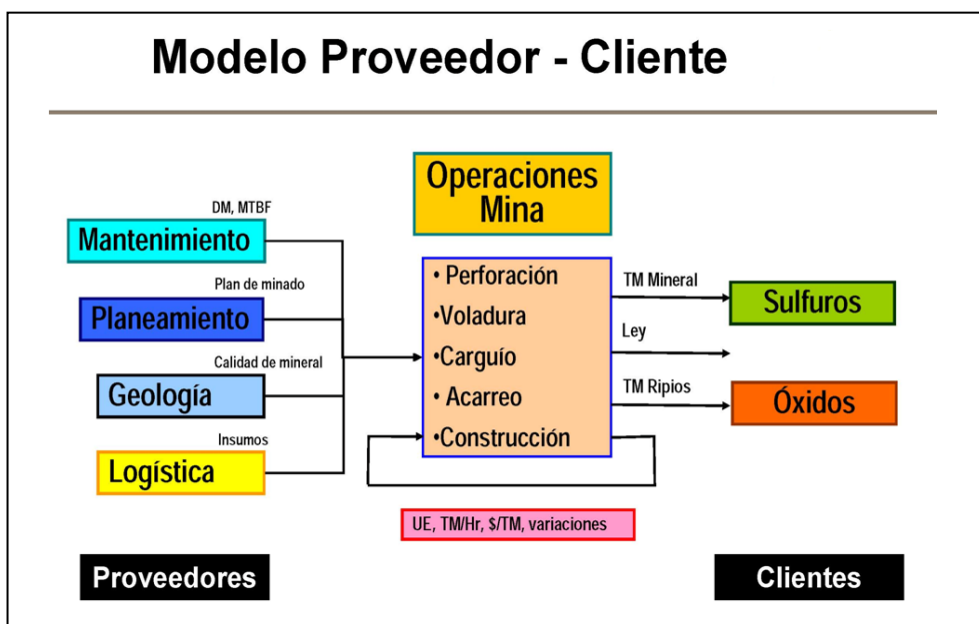 Modelo Proveedor - Cliente
Operaciones
Mina
DM, MTBF
Mantenimiento
Plan de minado
Planeamiento
Calidad de mineral
Geología
Insumos
Logística
• Perforación
•Voladura
•Carguío
• Acarreo
•Construcción
TM Mineral
Sulfuros
Ley
TM Ripios
Óxidos
UE, TM/Hr, $/TM, variaciones
Proveedores
Clientes